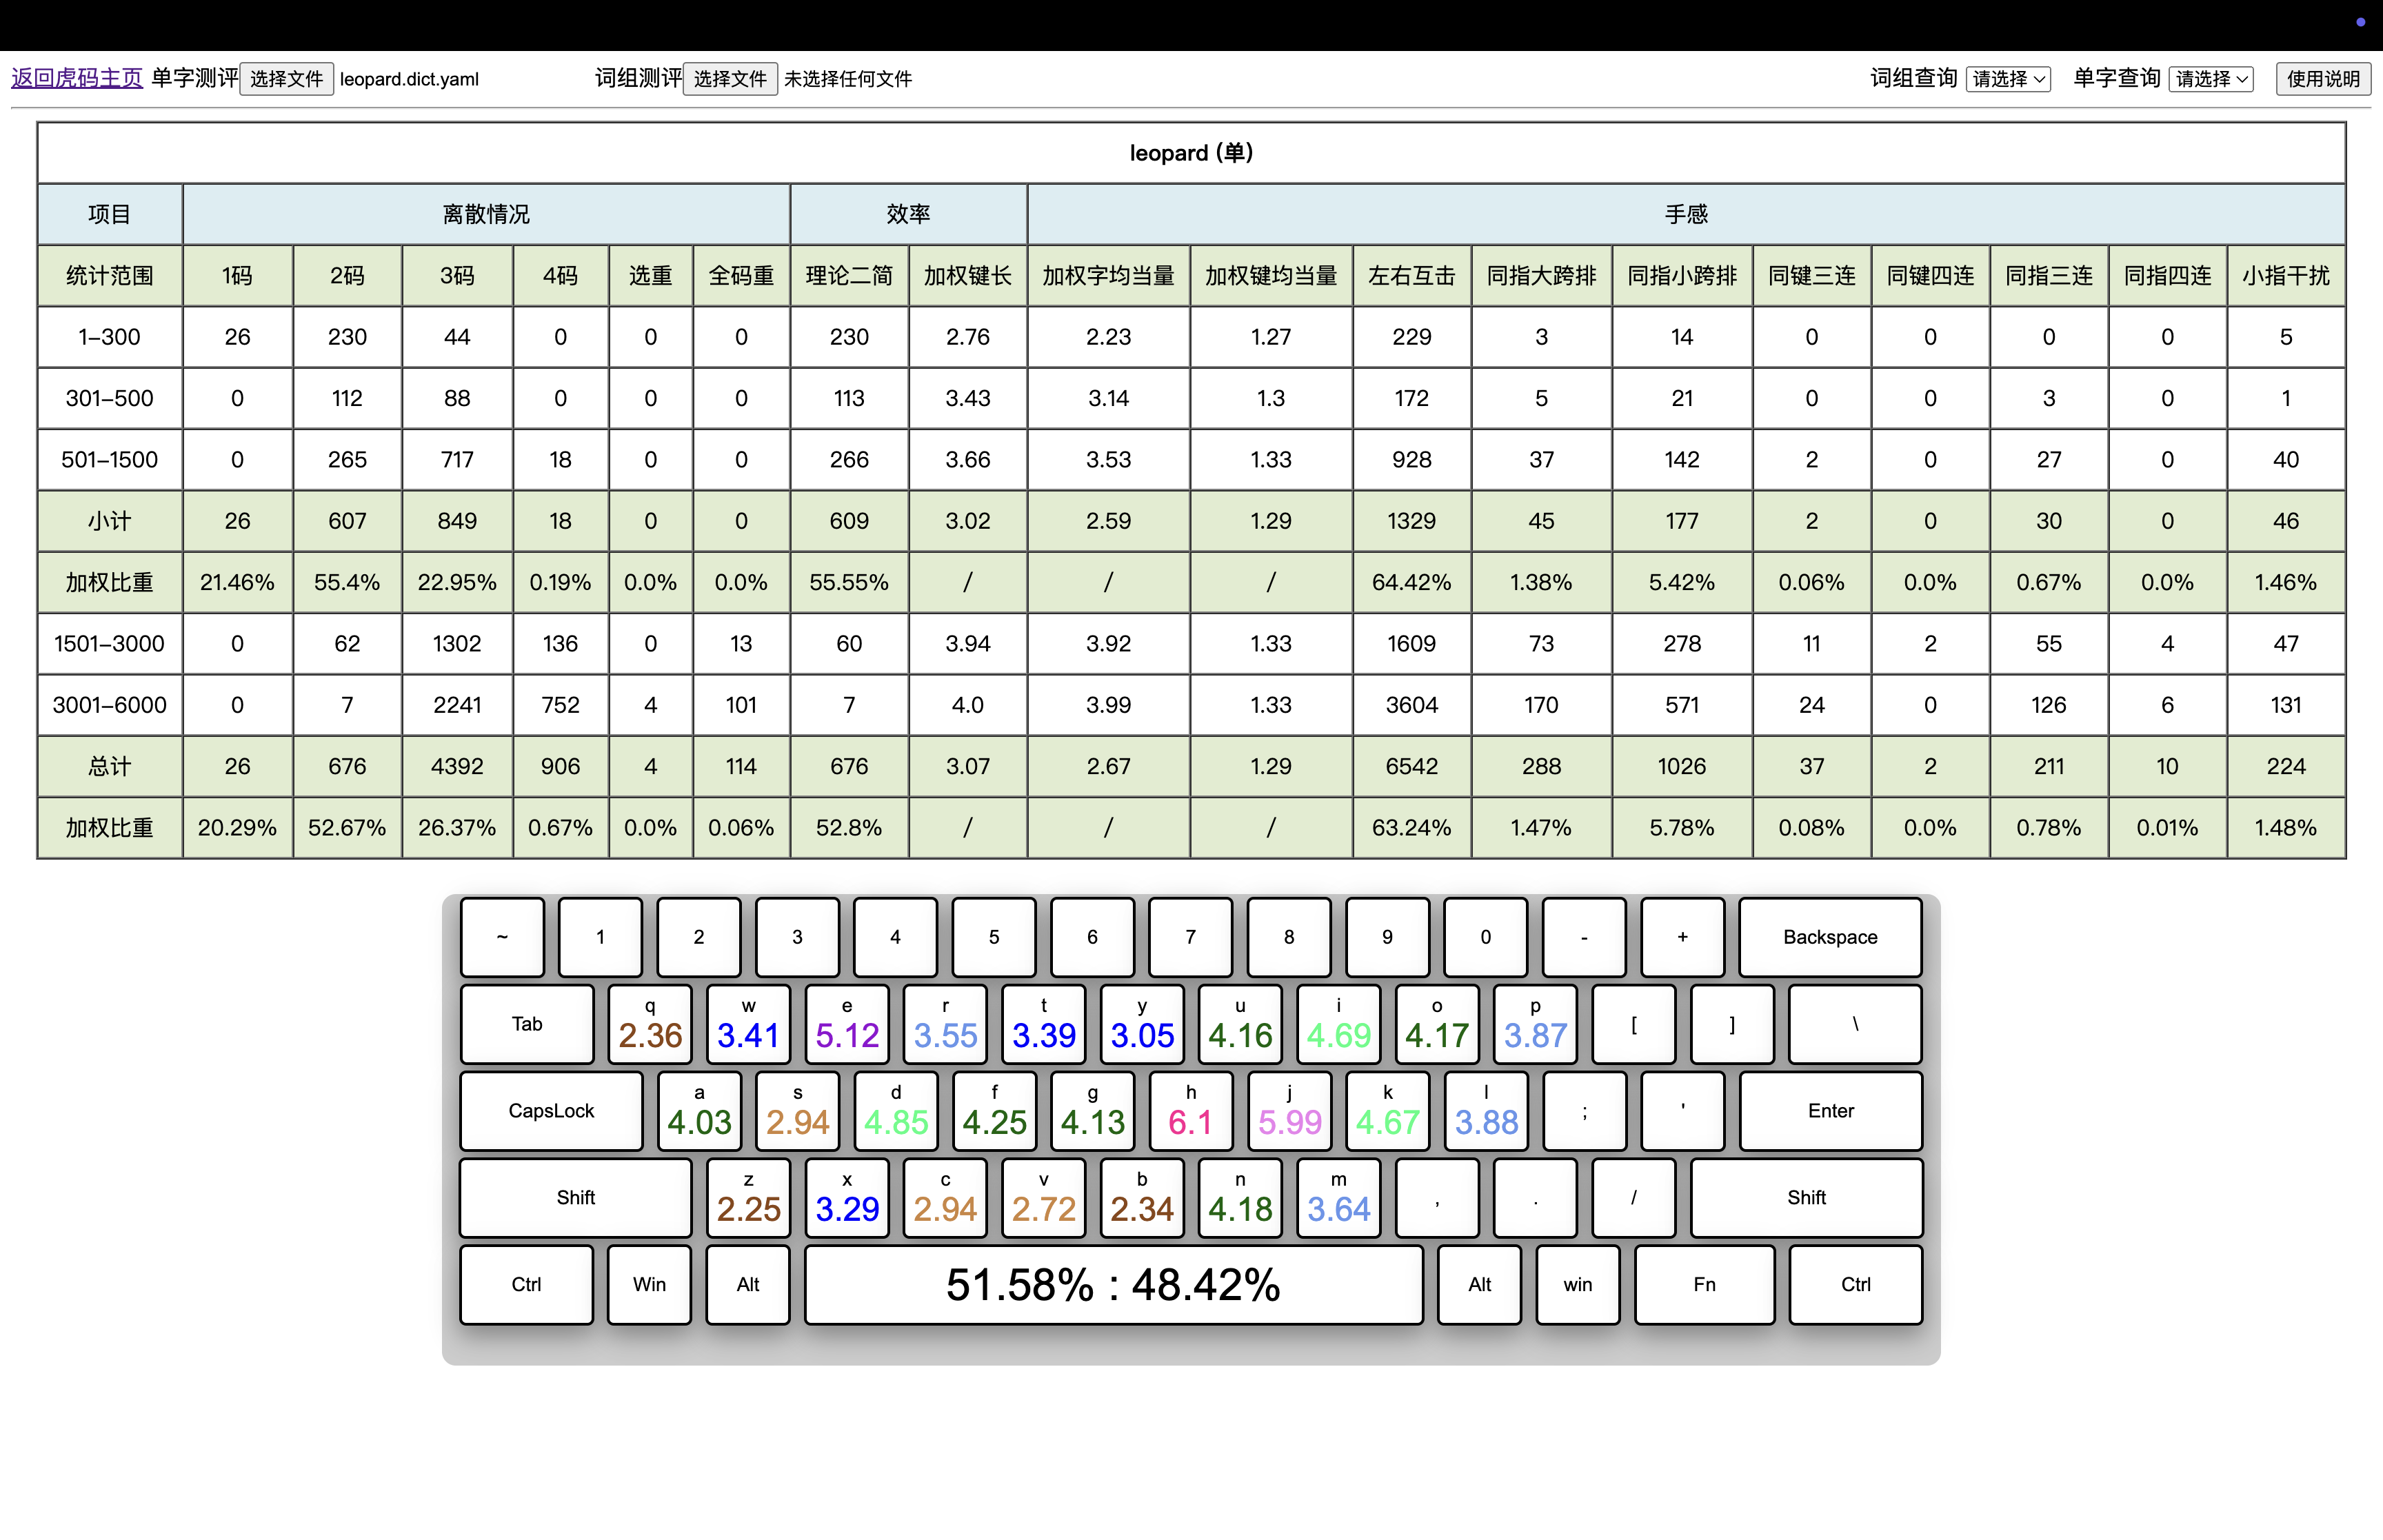 返回虎码主页 单字测评 选择文件 leopard.dict.yaml 词组测评 选择文件 未选择任何文件 词组查询 请选择 单字查询 请选择 使用说明
leopard (单)
项目 离散情况 效率 手感
统计范围 1码 2码 3码 4码 选重 全码重 理论二简 加权键长 加权字均当量 加权键均当量 左右互击 同指大跨排 同指小跨排 同键三连 同键四连 同指三连 同指四连 小指干扰
1–300 26 230 44 0 0 0 230 2.76 2.23 1.27 229 3 14 0 0 0 0 5
301–500 0 112 88 0 0 0 113 3.43 3.14 1.3 172 5 21 0 0 3 0 1
501–1500 0 265 717 18 0 0 266 3.66 3.53 1.33 928 37 142 2 0 27 0 40
小计 26 607 849 18 0 0 609 3.02 2.59 1.29 1329 45 177 2 0 30 0 46
加权比重 21.46% 55.4% 22.95% 0.19% 0.0% 0.0% 55.55% / / / 64.42% 1.38% 5.42% 0.06% 0.0% 0.67% 0.0% 1.46%
1501–3000 0 62 1302 136 0 13 60 3.94 3.92 1.33 1609 73 278 11 2 55 4 47
3001–6000 0 7 2241 752 4 101 7 4.0 3.99 1.33 3604 170 571 24 0 126 6 131
总计 26 676 4392 906 4 114 676 3.07 2.67 1.29 6542 288 1026 37 2 211 10 224
加权比重 20.29% 52.67% 26.37% 0.67% 0.0% 0.06% 52.8% / / / 63.24% 1.47% 5.78% 0.08% 0.0% 0.78% 0.01% 1.48%
~ 1 2 3 4 5 6 7 8 9 0 - + Backspace
Tab q w e r t y u i o p [ ] \
2.36 3.41 5.12 3.55 3.39 3.05 4.16 4.69 4.17 3.87
CapsLock a s d f g h j k l ; ' Enter
4.03 2.94 4.85 4.25 4.13 6.1 5.99 4.67 3.88
Shift z x c v b n m , . / Shift
2.25 3.29 2.94 2.72 2.34 4.18 3.64
Ctrl Win Alt 51.58% : 48.42% Alt win Fn Ctrl